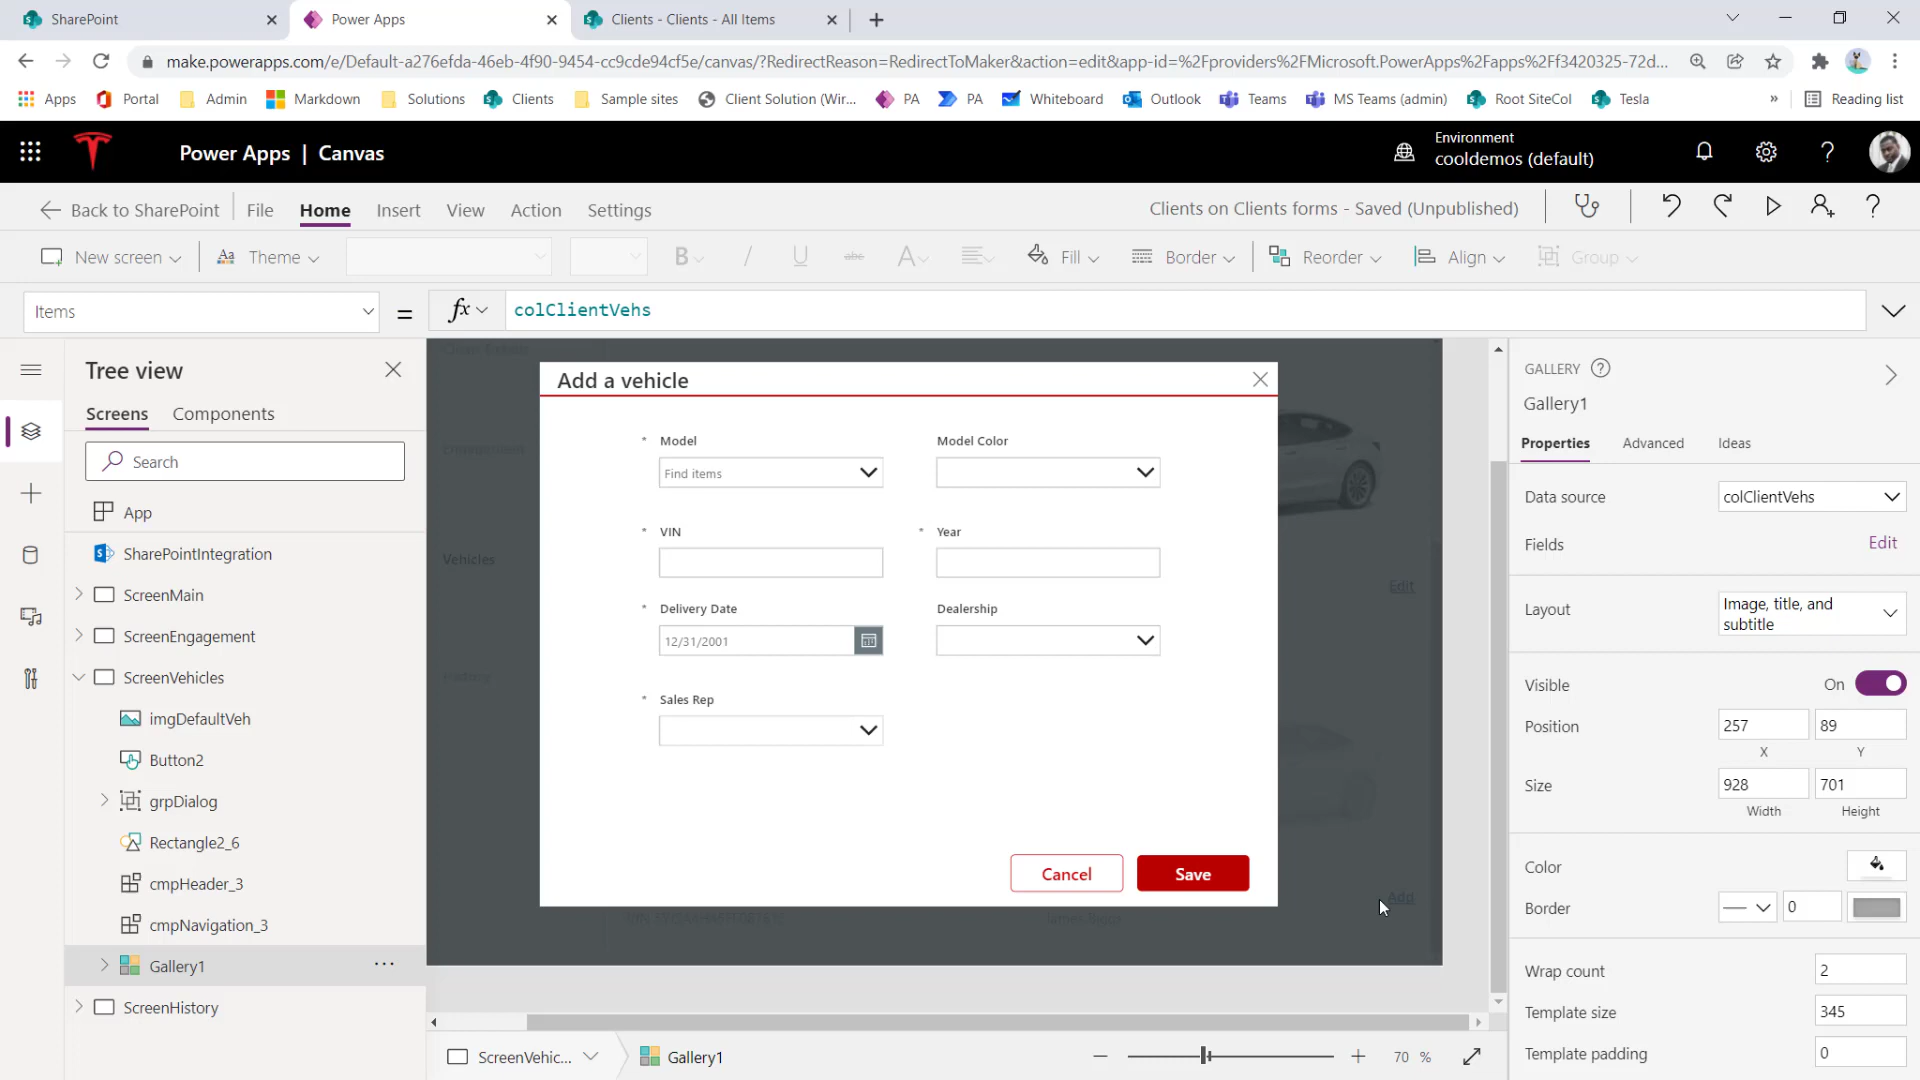 SharePoint
Power Apps
Clients - Clients - All Items
make.powerapps.com/e/Default-a276efda-46eb-4f90-9454-cc9cde94cf5e/canvas/?RedirectReason=RedirectToMaker&action=edit&app-id=%2Fproviders%2FMicrosoft.PowerApps%2Fapps%2Ff3420325-72d...
Apps
Portal
Admin
Markdown
Solutions
Clients
Sample sites
Client Solution (Wir...
PA
PA
Whiteboard
Outlook
Teams
MS Teams (admin)
Root SiteCol
Tesla
»
Reading list
Power Apps | Canvas
Environment
cooldemos (default)
Back to SharePoint
File
Home
Insert
View
Action
Settings
Clients on Clients forms - Saved (Unpublished)
New screen
Theme
B
/
U
abc
A
Fill
Border
Reorder
Align
Group
Items
=
fx
colClientVehs
Tree view
Screens
Components
Search
App
SharePointIntegration
ScreenMain
ScreenEngagement
ScreenVehicles
imgDefaultVeh
Button2
grpDialog
Rectangle2_6
cmpHeader_3
cmpNavigation_3
Gallery1
...
ScreenHistory
Engagement
Vehicles
History
Edit
Add
Add a vehicle
* Model
Model Color
Find items
* VIN
* Year
* Delivery Date
Dealership
12/31/2001
* Sales Rep
Cancel
Save
ScreenVehic...
Gallery1
70 %
GALLERY
Gallery1
Properties
Advanced
Ideas
Data source
colClientVehs
Fields
Edit
Layout
Image, title, and
subtitle
Visible
On
Position
257
89
X
Y
Size
928
701
Width
Height
Color
Border
0
Wrap count
2
Template size
345
Template padding
0